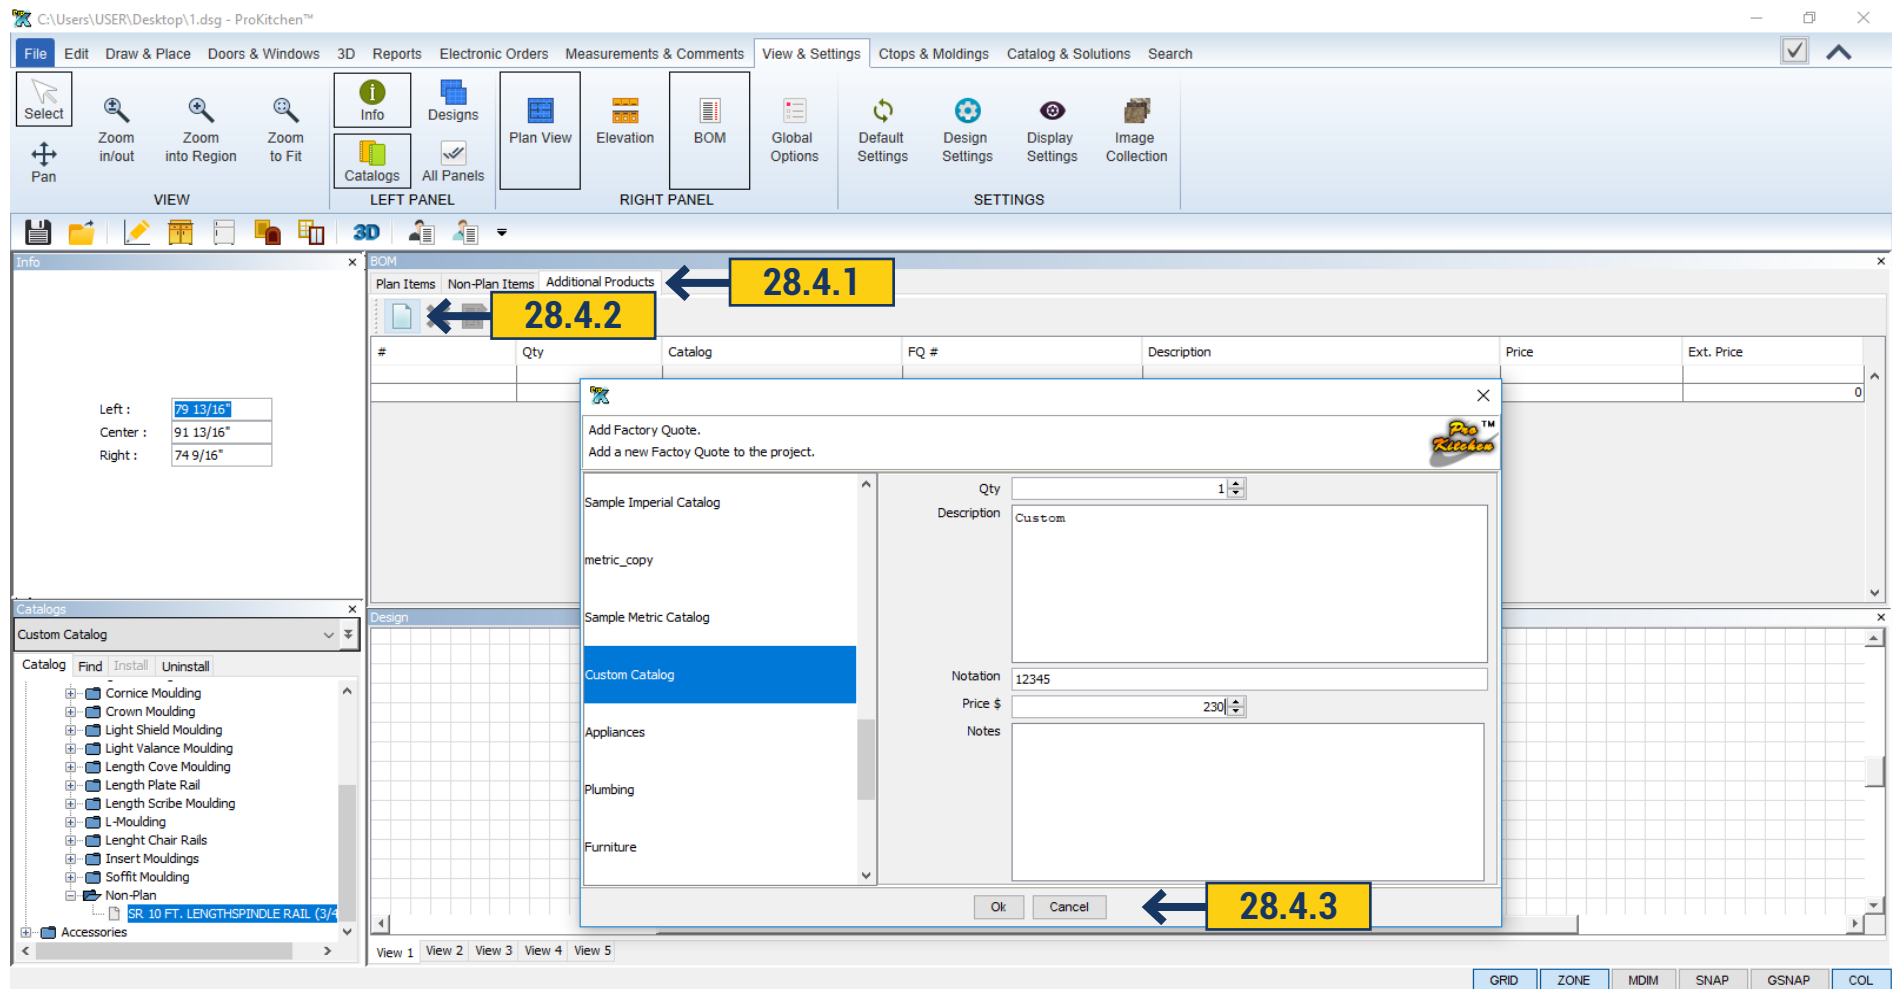 C:\Users\USER\Desktop\1.dsg - ProKitchen™
File Edit Draw & Place Doors & Windows 3D Reports Electronic Orders Measurements & Comments View & Settings Ctops & Moldings Catalog & Solutions Search
Select
Pan
Zoom in/out
Zoom into Region
Zoom to Fit
VIEW
Info
Designs
Catalogs
All Panels
LEFT PANEL
Plan View
Elevation
BOM
RIGHT PANEL
Global Options
Default Settings
Design Settings
Display Settings
Image Collection
SETTINGS
3D
Info
Left : 79 13/16"
Center : 91 13/16"
Right : 74 9/16"
BOM
Plan Items Non-Plan Items Additional Products
28.4.1
28.4.2
# Qty Catalog FQ # Description Price Ext. Price
0
Add Factory Quote.
Add a new Factoy Quote to the project.
Pro Kitchen TM
Sample Imperial Catalog
metric_copy
Sample Metric Catalog
Custom Catalog
Appliances
Plumbing
Furniture
Qty 1
Description Custom
Notation 12345
Price $ 230
Notes
Ok Cancel
28.4.3
Catalogs
Custom Catalog
Catalog Find Install Uninstall
Cornice Moulding
Crown Moulding
Light Shield Moulding
Light Valance Moulding
Length Cove Moulding
Length Plate Rail
Length Scribe Moulding
L-Moulding
Lenght Chair Rails
Insert Mouldings
Soffit Moulding
Non-Plan
SR 10 FT. LENGTHSPINDLE RAIL (3/4
Accessories
Design
View 1 View 2 View 3 View 4 View 5
GRID ZONE MDIM SNAP GSNAP COL